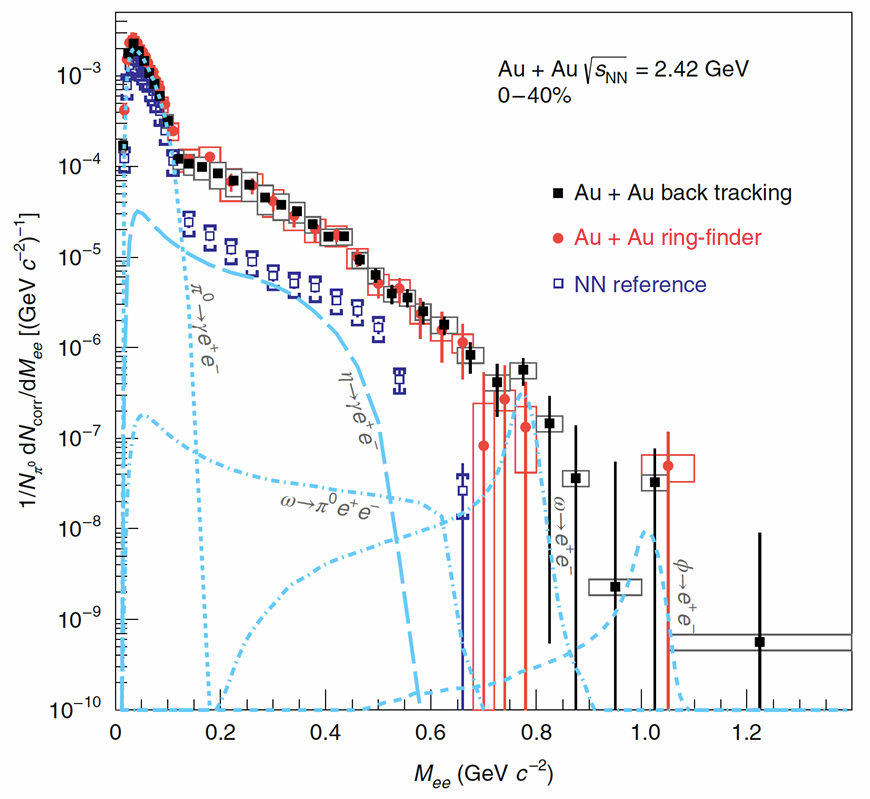 Au + Au √sNN = 2.42 GeV
0–40%
Au + Au back tracking
Au + Au ring-finder
NN reference
1/Nπ⁰ dNcorr/dMee [(GeV c⁻²)⁻¹]
10⁻³
10⁻⁴
10⁻⁵
10⁻⁶
10⁻⁷
10⁻⁸
10⁻⁹
10⁻¹⁰
π⁰→γe⁺e⁻
η→γe⁺e⁻
ω→π⁰e⁺e⁻
ω→e⁺e⁻
ϕ→e⁺e⁻
0 0.2 0.4 0.6 0.8 1.0 1.2
Mee (GeV c⁻²)